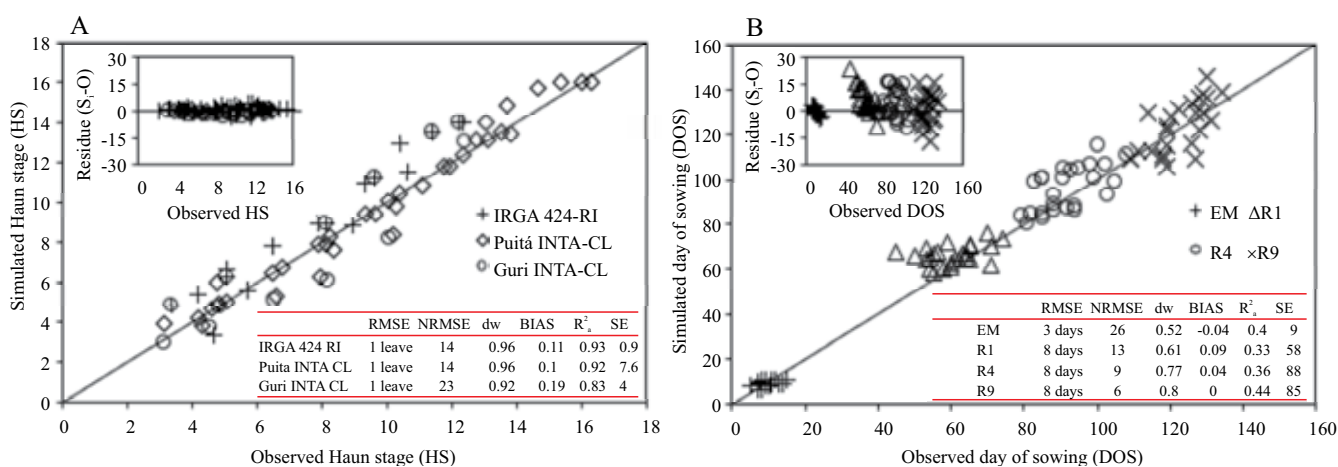 A
Simulated Haun stage (HS)
18
16
14
12
10
8
6
4
2
0
Residue (Si-O)
30
15
0
-15
-30
0 4 8 12 16
Observed HS
IRGA 424-RI
Puitá INTA-CL
Guri INTA-CL
RMSE NRMSE dw BIAS R²a SE
IRGA 424 RI 1 leave 14 0.96 0.11 0.93 0.9
Puita INTA CL 1 leave 14 0.96 0.1 0.92 7.6
Guri INTA CL 1 leave 23 0.92 0.19 0.83 4
0 2 4 6 8 10 12 14 16 18
Observed Haun stage (HS)
B
Simulated day of sowing (DOS)
160
140
120
100
80
60
40
20
0
Residue (Si-O)
30
15
0
-15
-30
0 40 80 120 160
Observed DOS
EM ΔR1
R4 ×R9
RMSE NRMSE dw BIAS R²a SE
EM 3 days 26 0.52 -0.04 0.4 9
R1 8 days 13 0.61 0.09 0.33 58
R4 8 days 9 0.77 0.04 0.36 88
R9 8 days 6 0.8 0 0.44 85
0 20 40 60 80 100 120 140 160
Observed day of sowing (DOS)